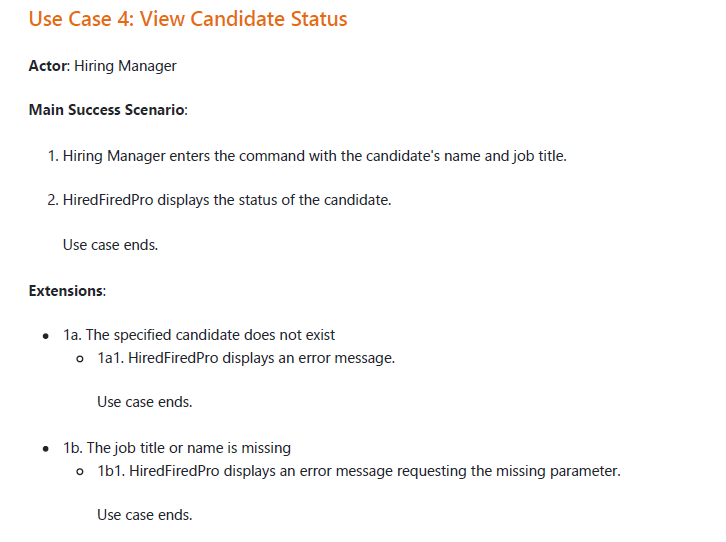 Use Case 4: View Candidate Status
Actor: Hiring Manager
Main Success Scenario:
1. Hiring Manager enters the command with the candidate's name and job title.
2. HiredFiredPro displays the status of the candidate.
Use case ends.
Extensions:
• 1a. The specified candidate does not exist
○ 1a1. HiredFiredPro displays an error message.
Use case ends.
• 1b. The job title or name is missing
○ 1b1. HiredFiredPro displays an error message requesting the missing parameter.
Use case ends.